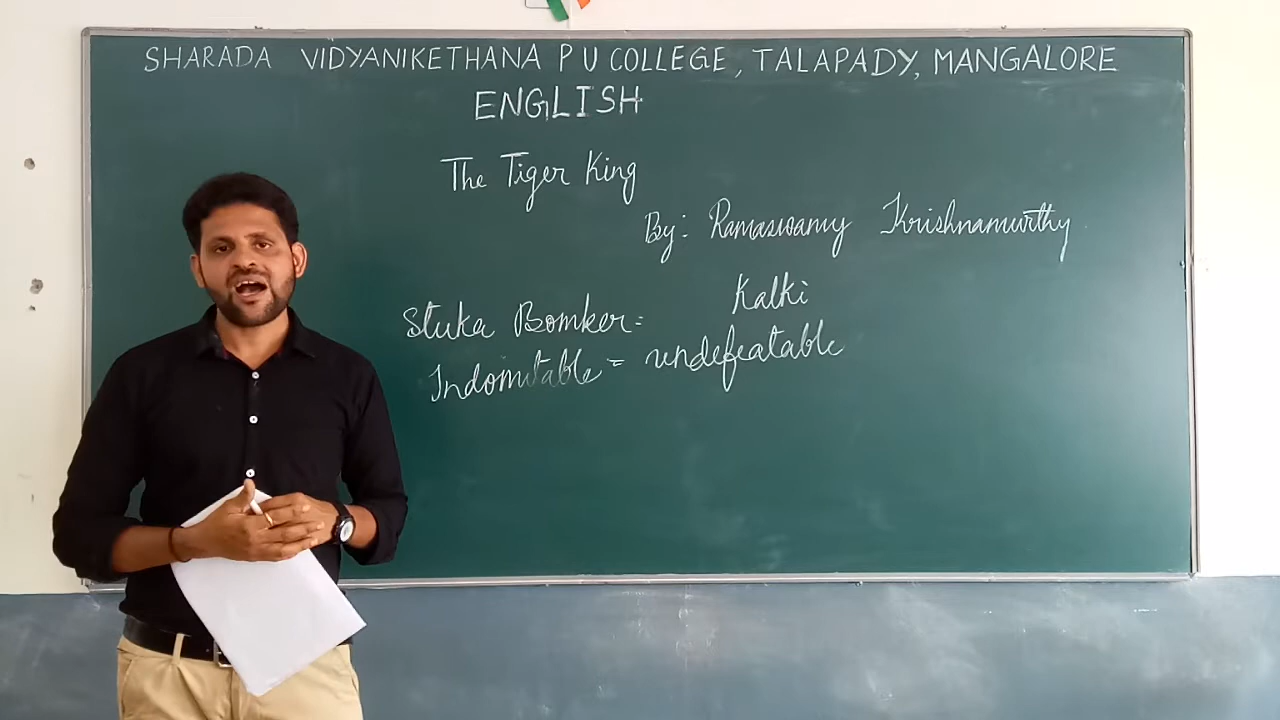 SHARADA VIDYANIKETHANA P U COLLEGE, TALAPADY, MANGALORE
ENGLISH
The Tiger King
By: Ramaswamy Krishnamurthy
Kalki
Stuka Bomker=
Indomitable = undefeatable